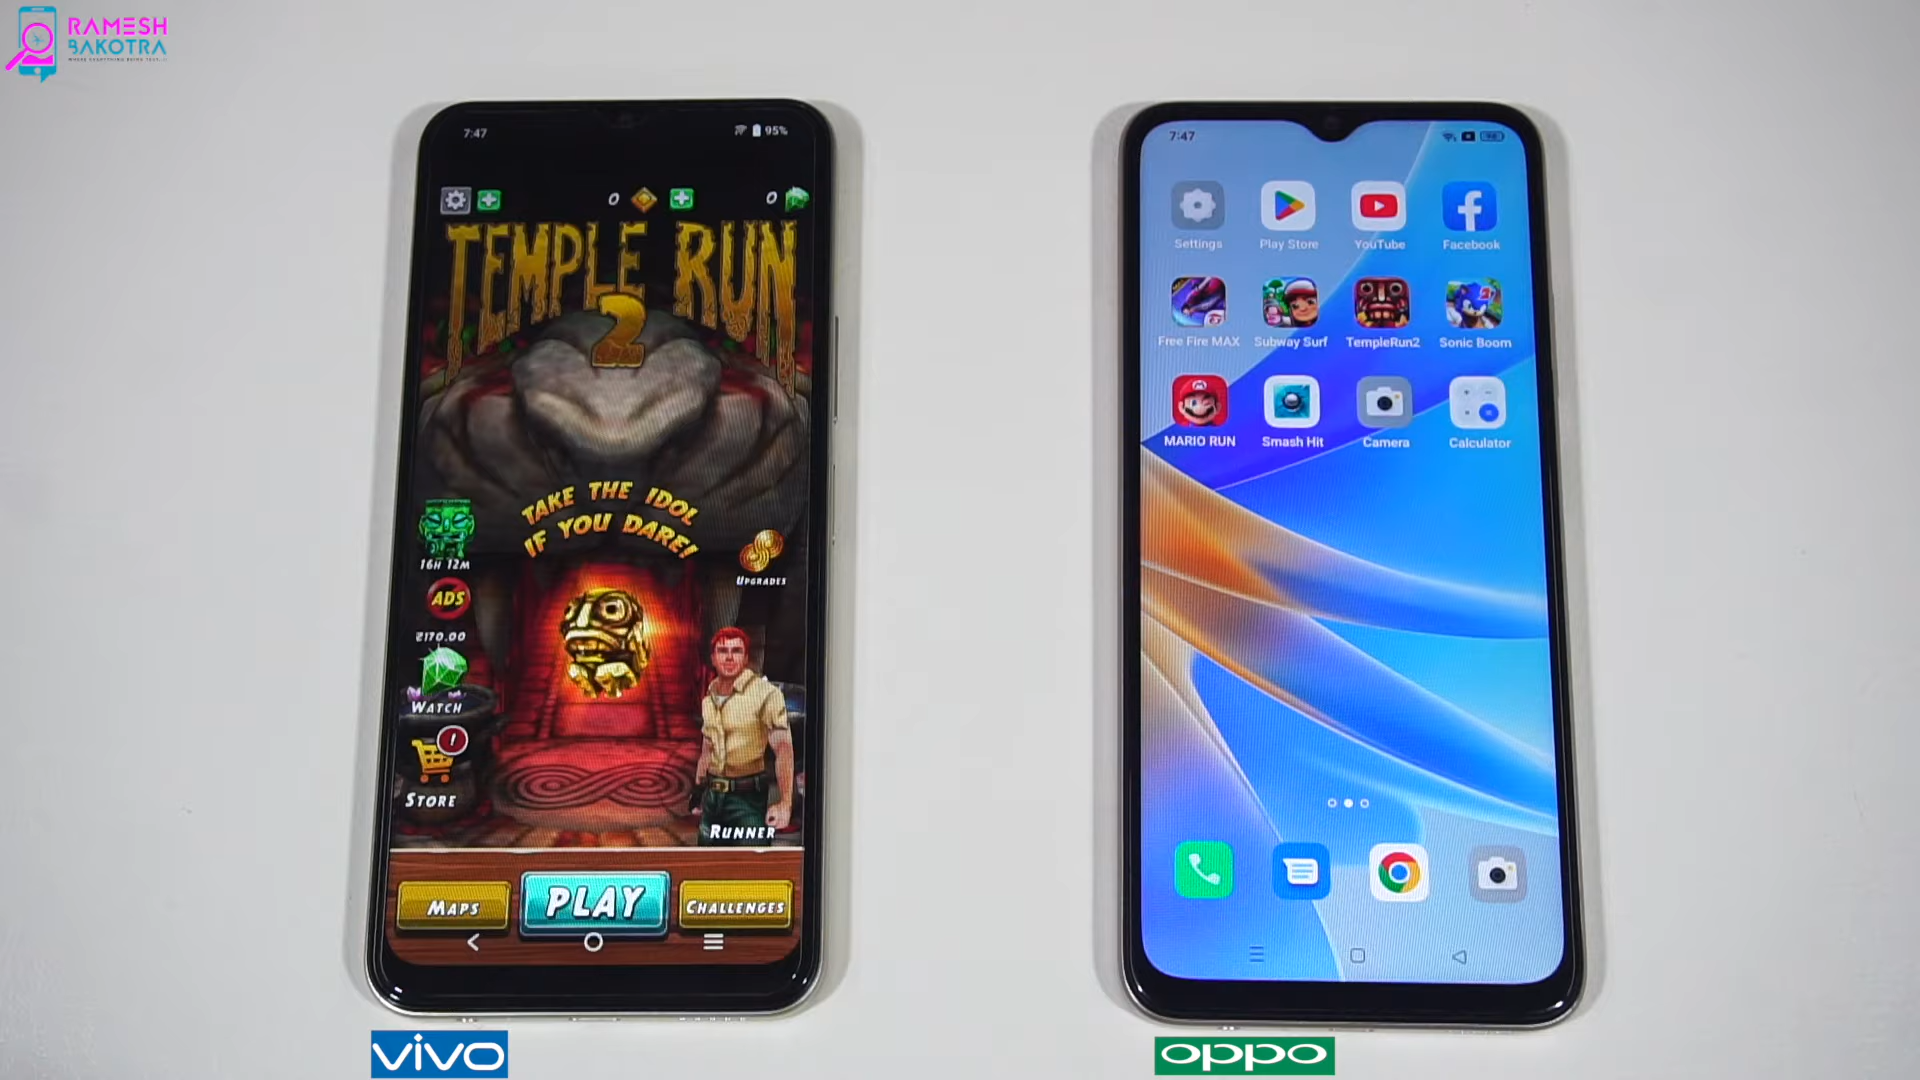 RAMESH
BAKOTRA
7:47
95%
0
0
TEMPLE RUN
2
TAKE THE IDOL
IF YOU DARE!
16H 12M
UPGRADES
ADS
₹170.00
WATCH
!
STORE
RUNNER
MAPS
PLAY
CHALLENGES
vivo
7:47
Settings
Play Store
YouTube
Facebook
Free Fire MAX
Subway Surf
TempleRun2
Sonic Boom
MARIO RUN
Smash Hit
Camera
Calculator
oppo